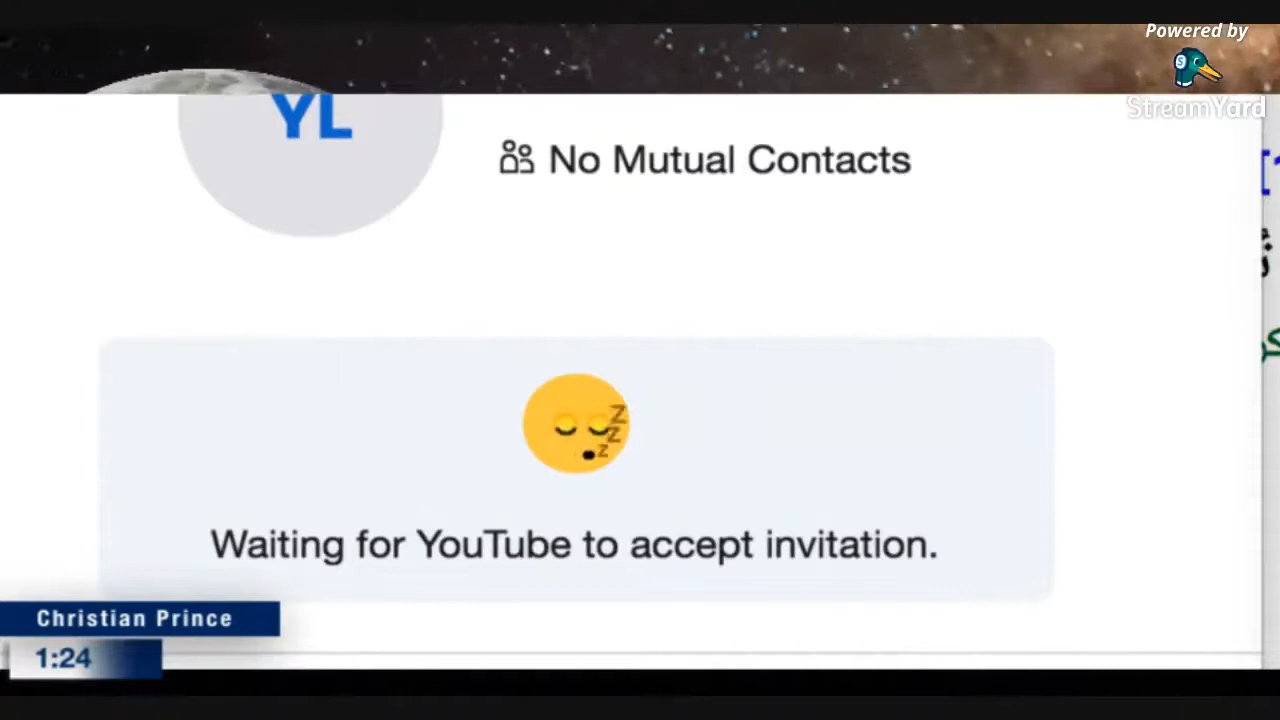 Powered by
StreamYard
YL
No Mutual Contacts
Waiting for YouTube to accept invitation.
Christian Prince
1:24